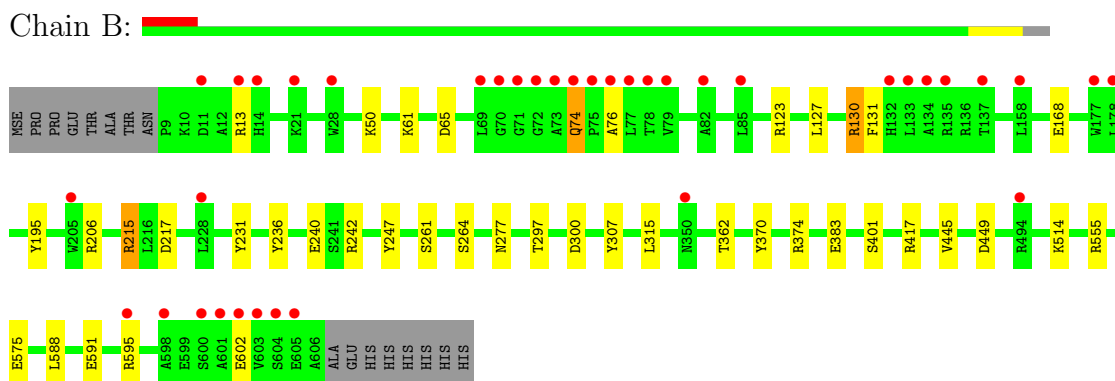 Chain B:
MSE PRO PRO GLU THR ALA THR ASN P9 K10 D11 A12 R13 H14 K21 W28 K50 K61 D65 L69 G70 G71 G72 A73 Q74 P75 A76 L77 T78 V79 A82 L85 R123 L127 R130 F131 H132 L133 A134 R135 R136 T137 L158 E168 W177 L178
Y195 W205 R206 R215 L216 D217 L228 Y231 Y236 E240 S241 R242 Y247 S261 S264 N277 T297 D300 Y307 L315 N350 T362 Y370 R374 E383 S401 R417 V445 D449 R494 K514 R555
E575 L588 E591 R595 A598 E599 S600 A601 E602 V603 S604 E605 A606 ALA GLU HIS HIS HIS HIS HIS HIS